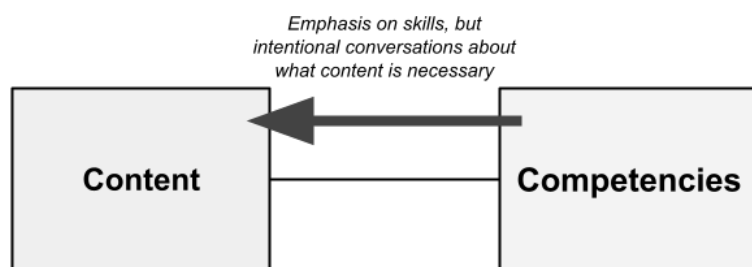 Emphasis on skills, but
intentional conversations about
what content is necessary
Content
Competencies